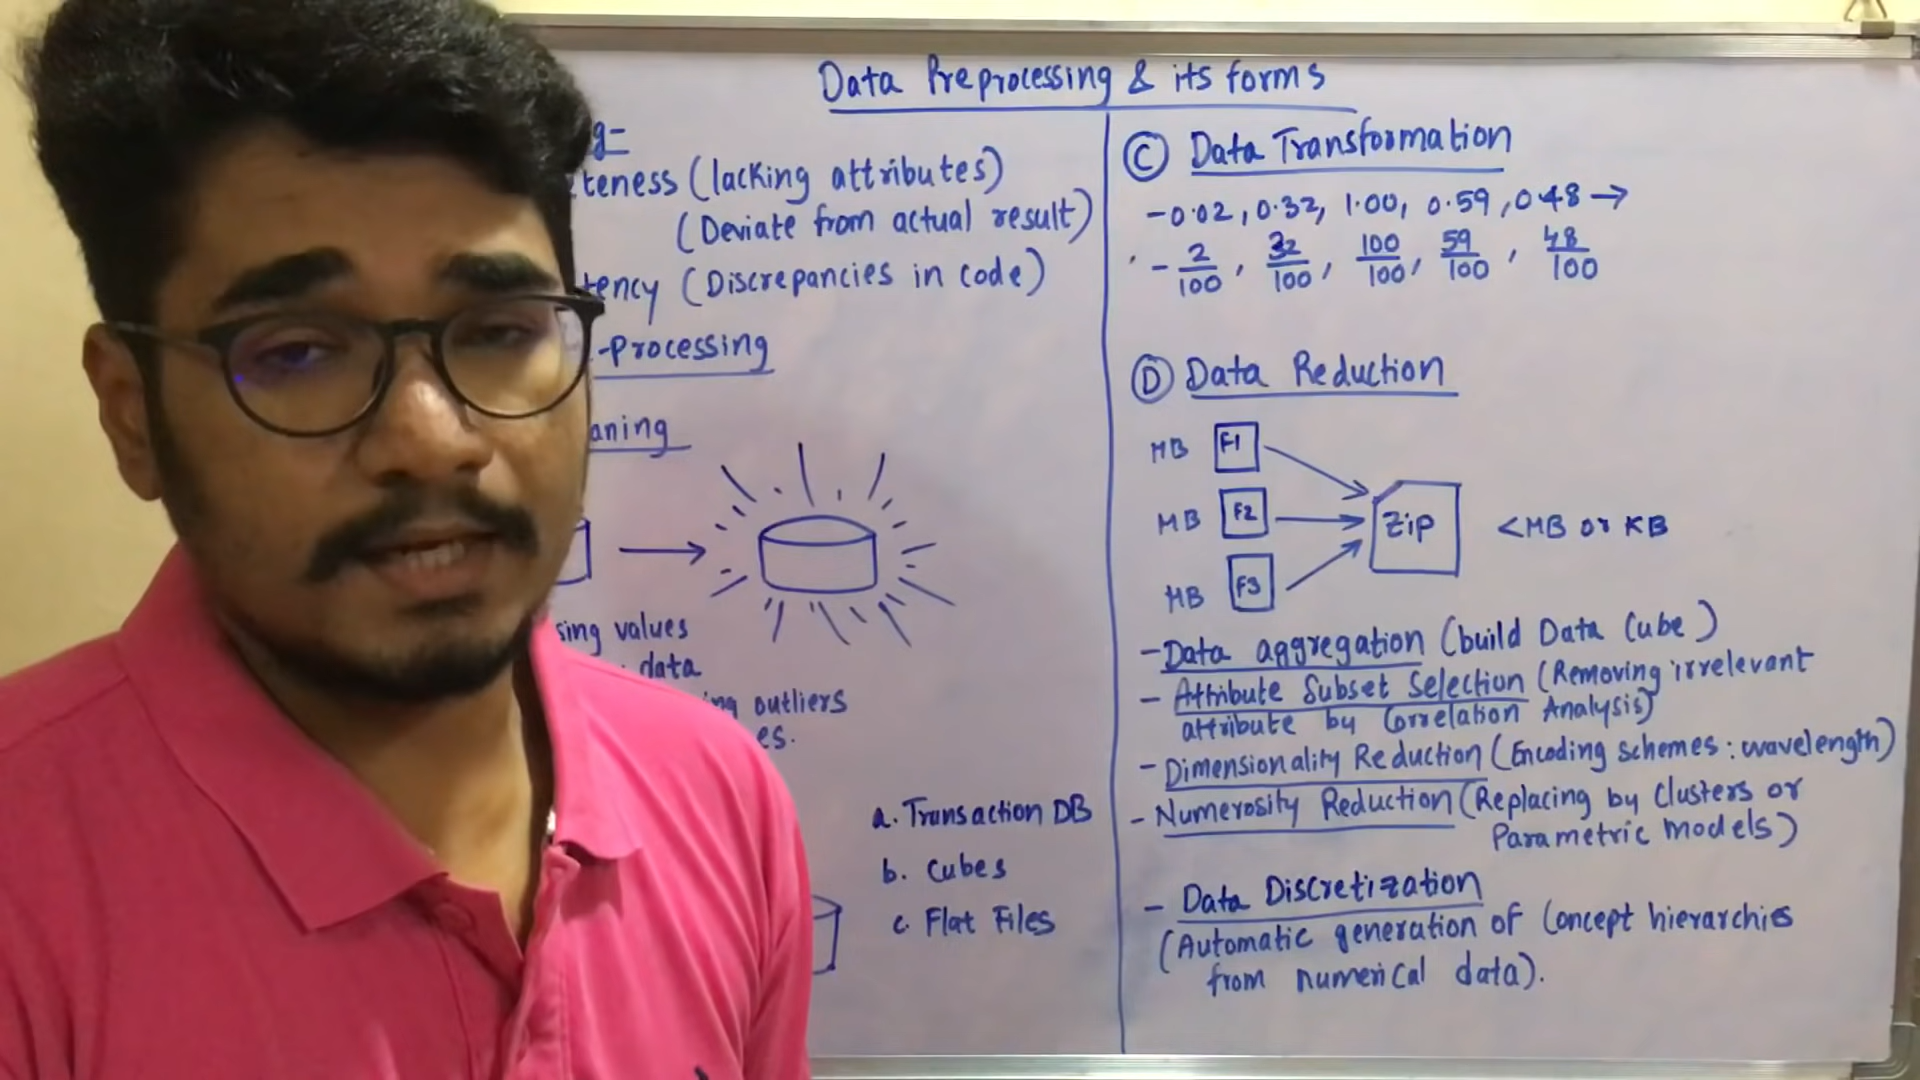 Data Preprocessing & its forms
g-
teness (lacking attributes)
(Deviate from actual result)
tency (Discrepancies in code)
-processing
aning
sing values
data
ng outliers
es.
a. Transaction DB
b. Cubes
c. Flat Files
C Data Transformation
-0.02, 0.32, 1.00, 0.59, 0.48 →
- 2/100, 32/100, 100/100, 59/100, 48/100
D Data Reduction
MB F1
MB F2 Zip <MB or KB
MB F3
- Data aggregation (build Data Cube)
- Attribute Subset Selection (Removing irrelevant
attribute by Correlation Analysis)
- Dimensionality Reduction (Encoding schemes: wavelength)
- Numerosity Reduction (Replacing by Clusters or
Parametric Models)
- Data Discretization
(Automatic generation of Concept hierarchies
from numerical data).